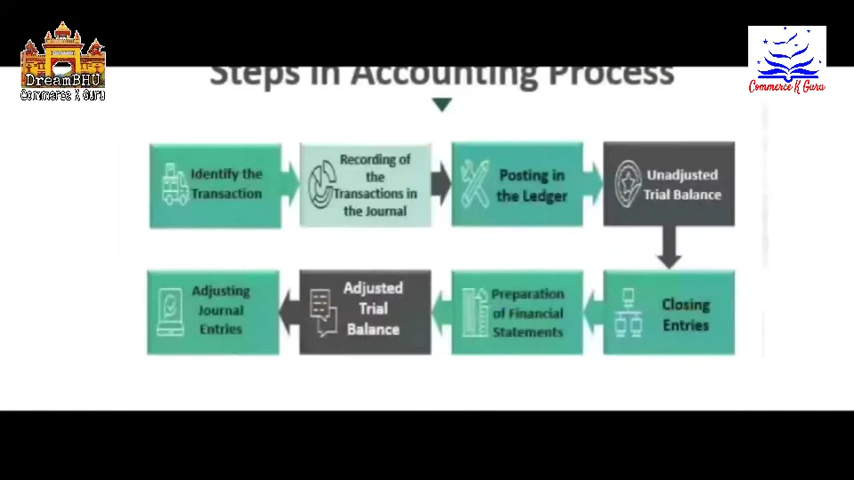 DreamBHU
Commerce K Guru
Commerce K Guru
Steps in Accounting Process
Identify the
Transaction
Recording of
the
Transactions in
the Journal
Posting in
the Ledger
Unadjusted
Trial Balance
Adjusting
Journal
Entries
Adjusted
Trial
Balance
Preparation
of Financial
Statements
Closing
Entries